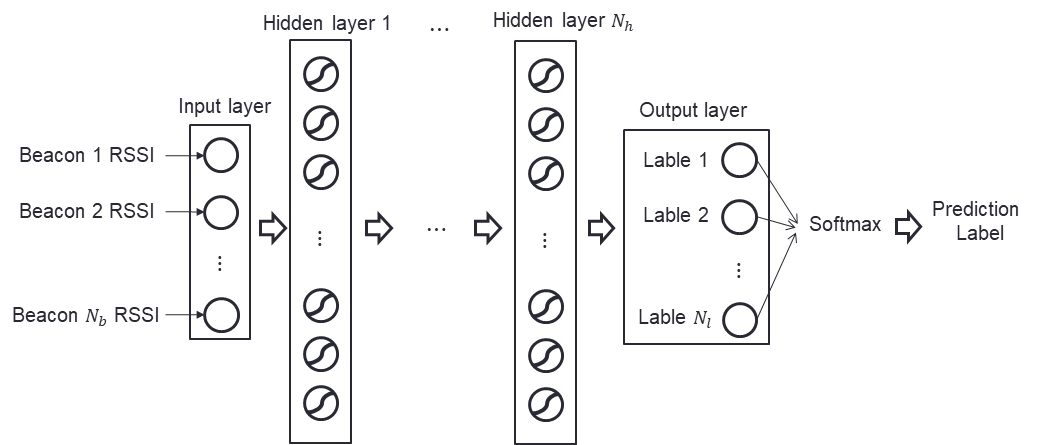 Hidden layer 1
...
Hidden layer N_h
Input layer
Output layer
Beacon 1 RSSI
Beacon 2 RSSI
⋮
Beacon N_b RSSI
⋮
...
⋮
Lable 1
Lable 2
⋮
Lable N_l
Softmax
Prediction
Label